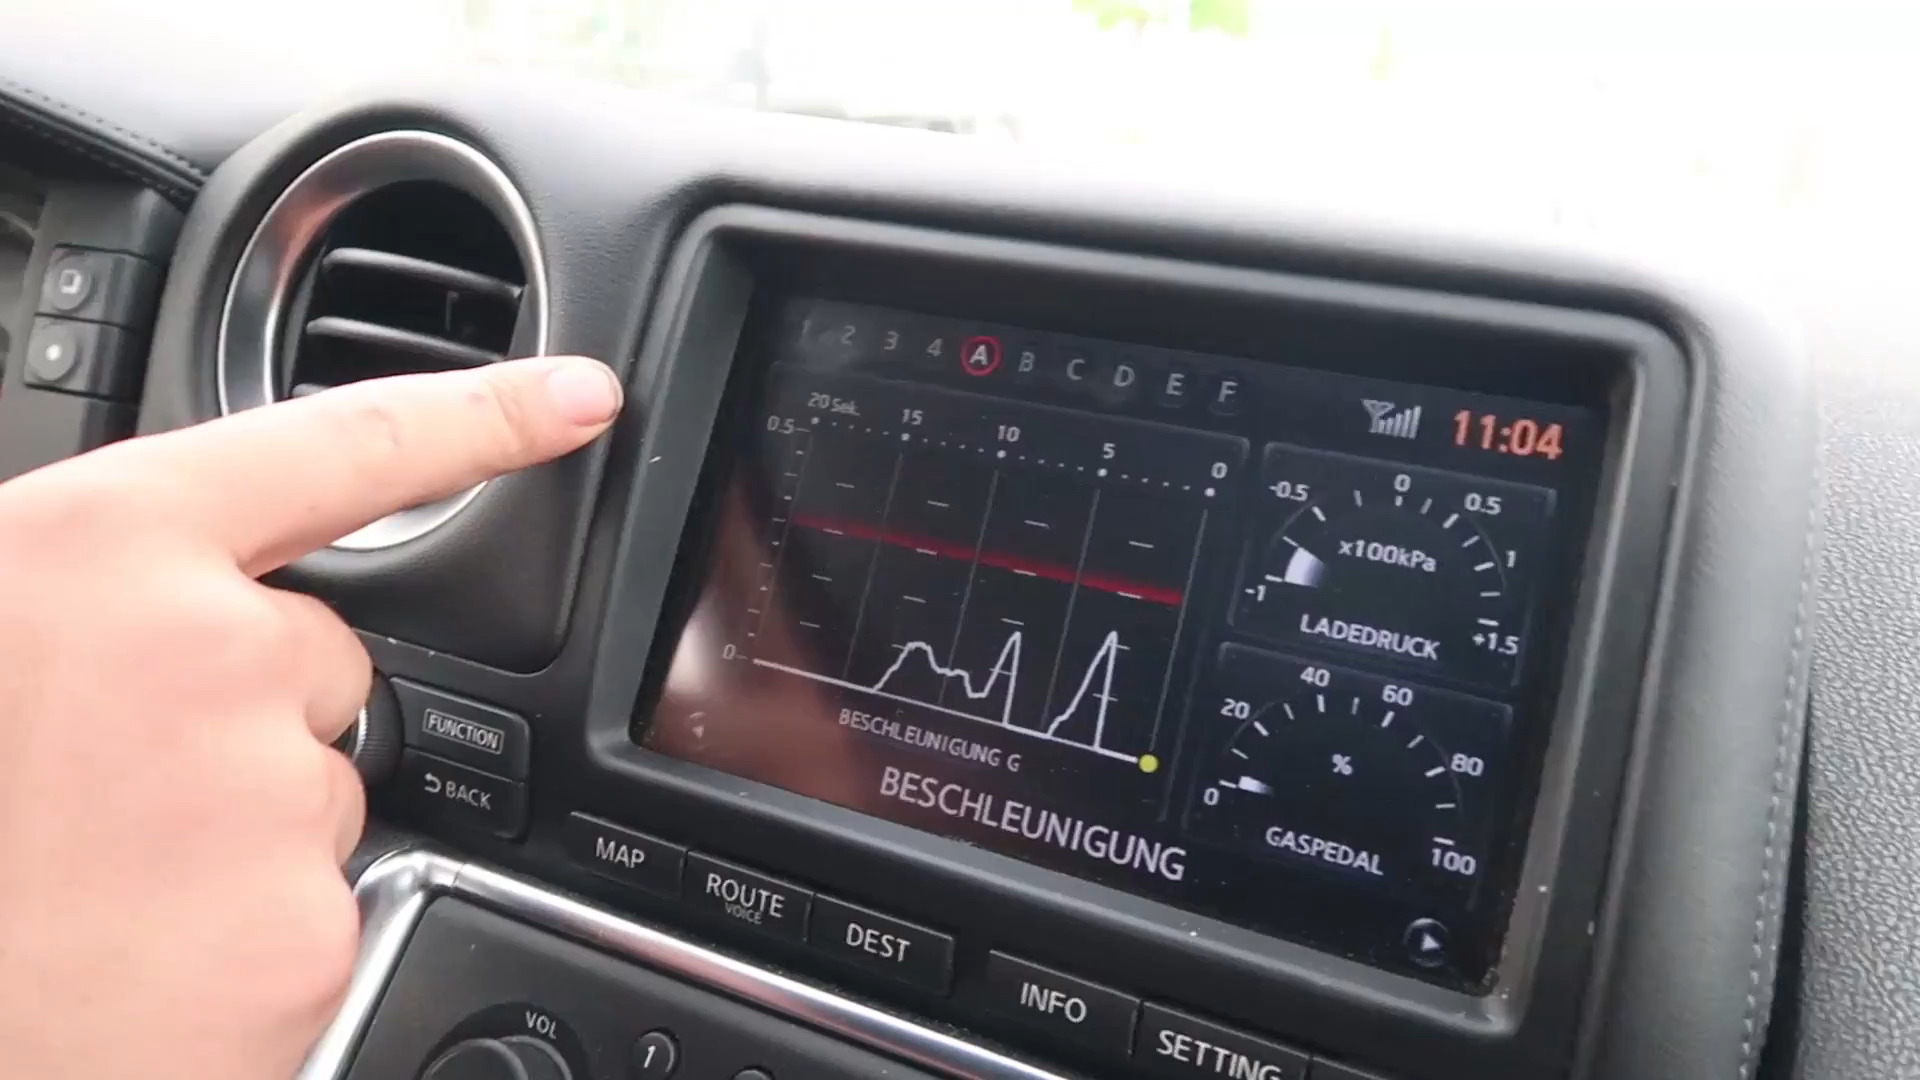 1 2 3 4 A B C D E F
11:04
20 Sek. 15 10 5 0
0.5
0
BESCHLEUNIGUNG G
BESCHLEUNIGUNG
-0.5 0 0.5
x100kPa 1
-1
LADEDRUCK +1.5
40 60
20 80
%
0
GASPEDAL 100
FUNCTION
BACK
MAP
ROUTE
VOICE
DEST
INFO
SETTING
VOL
1